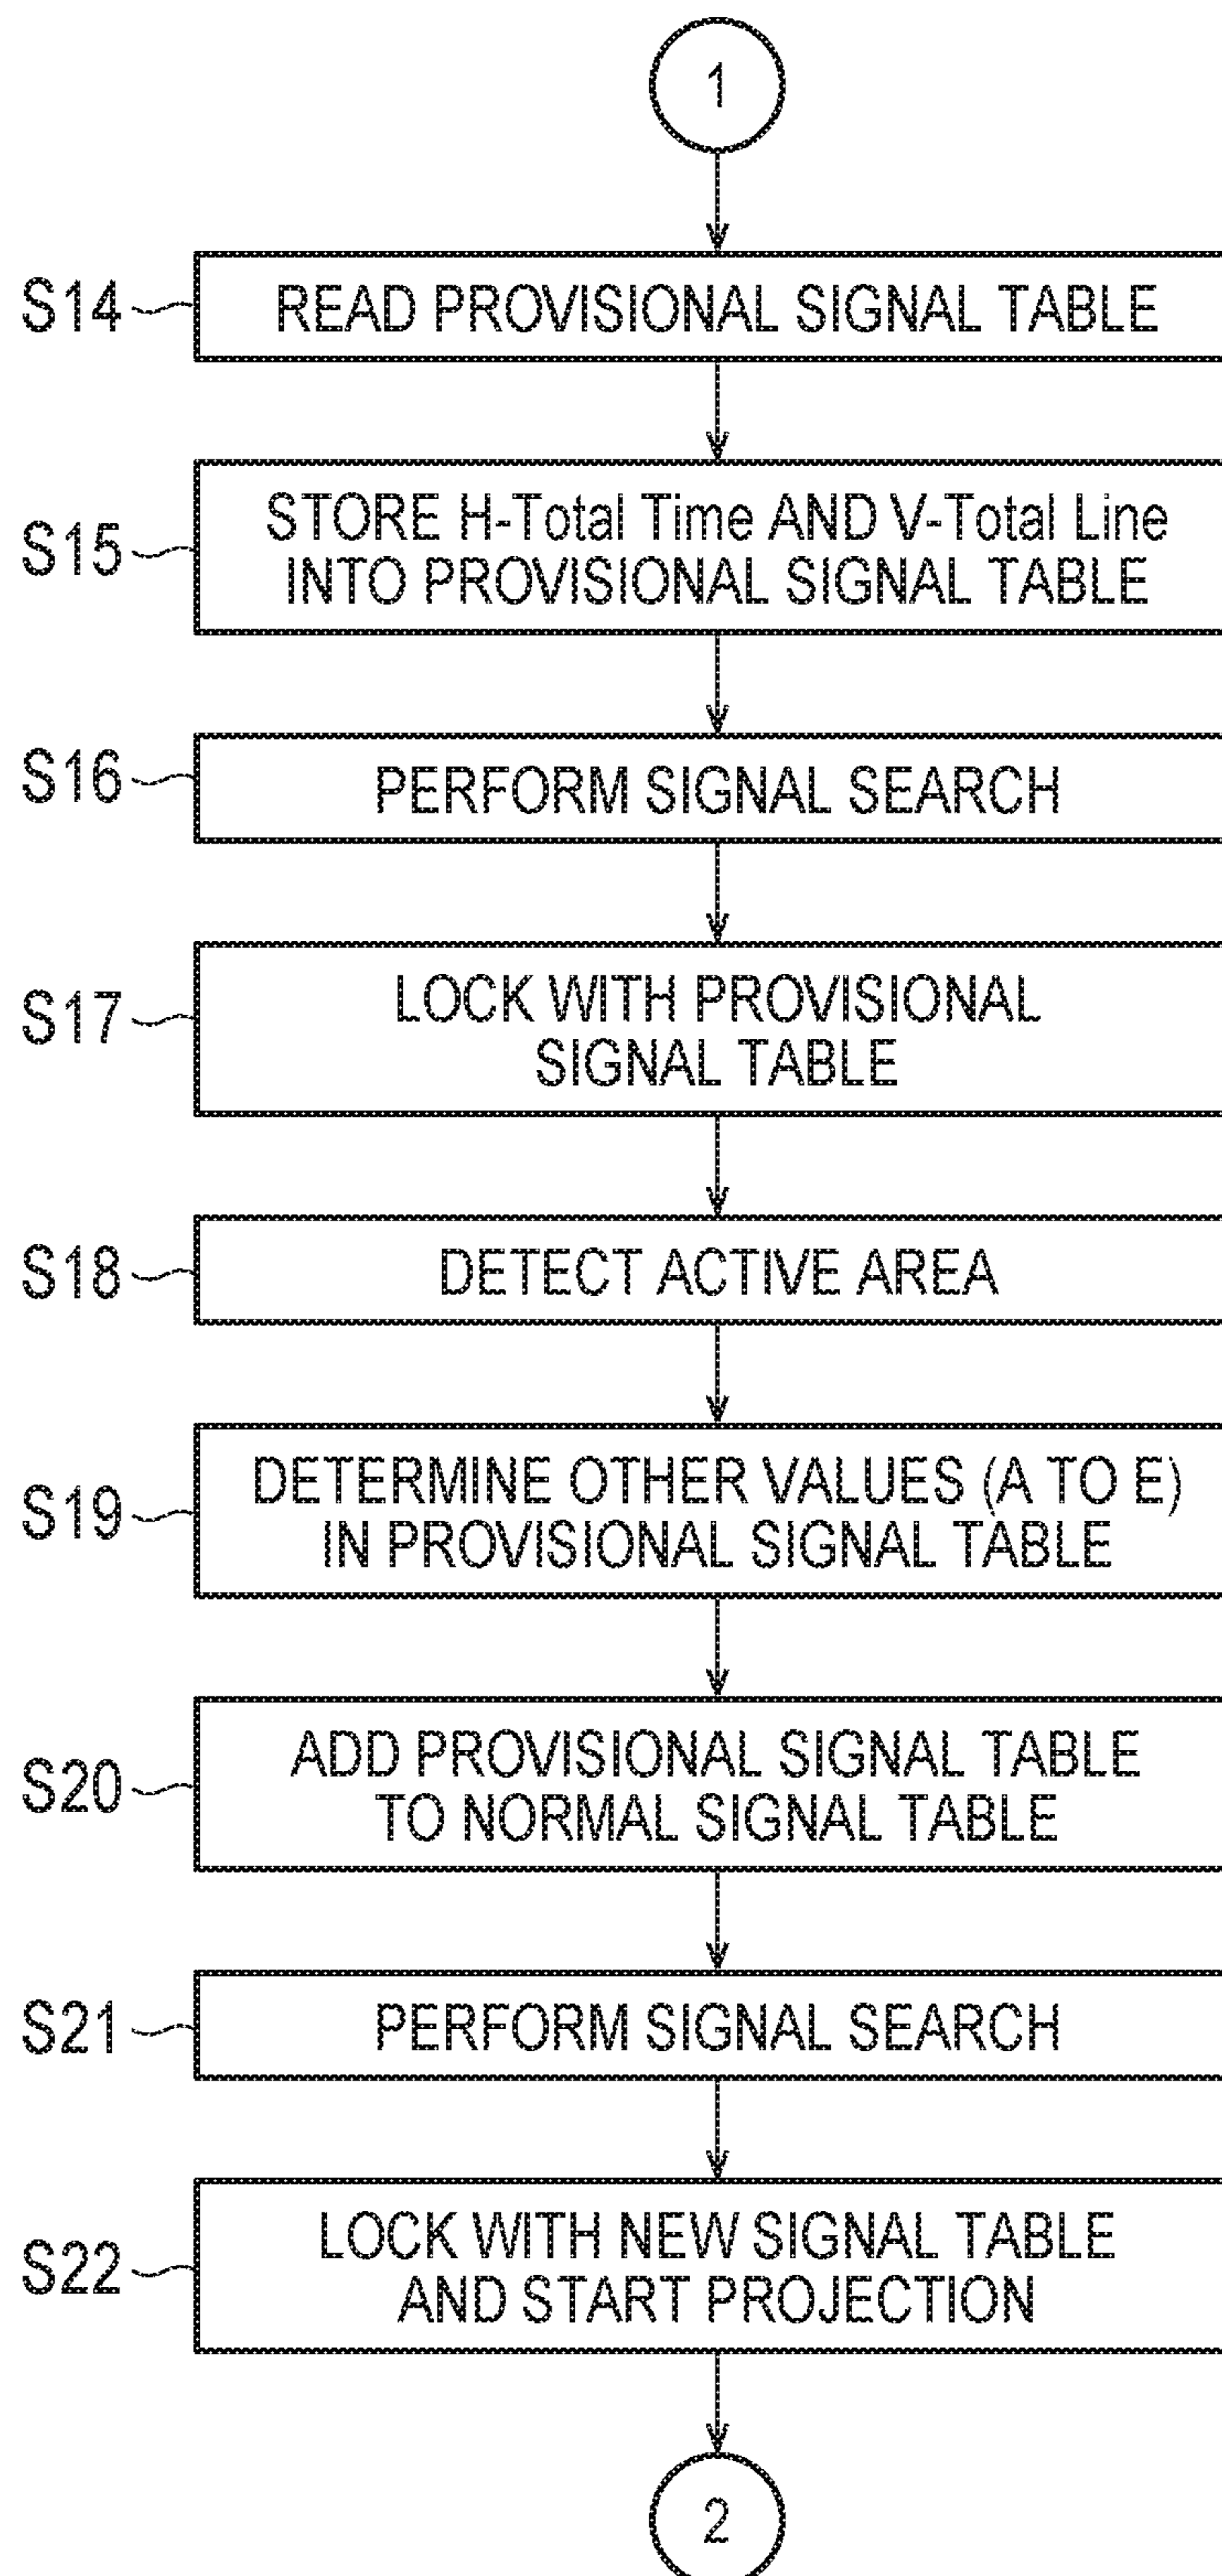 1
S14
READ PROVISIONAL SIGNAL TABLE
S15
STORE H-Total Time AND V-Total Line
INTO PROVISIONAL SIGNAL TABLE
S16
PERFORM SIGNAL SEARCH
S17
LOCK WITH PROVISIONAL
SIGNAL TABLE
S18
DETECT ACTIVE AREA
S19
DETERMINE OTHER VALUES (A TO E)
IN PROVISIONAL SIGNAL TABLE
S20
ADD PROVISIONAL SIGNAL TABLE
TO NORMAL SIGNAL TABLE
S21
PERFORM SIGNAL SEARCH
S22
LOCK WITH NEW SIGNAL TABLE
AND START PROJECTION
2